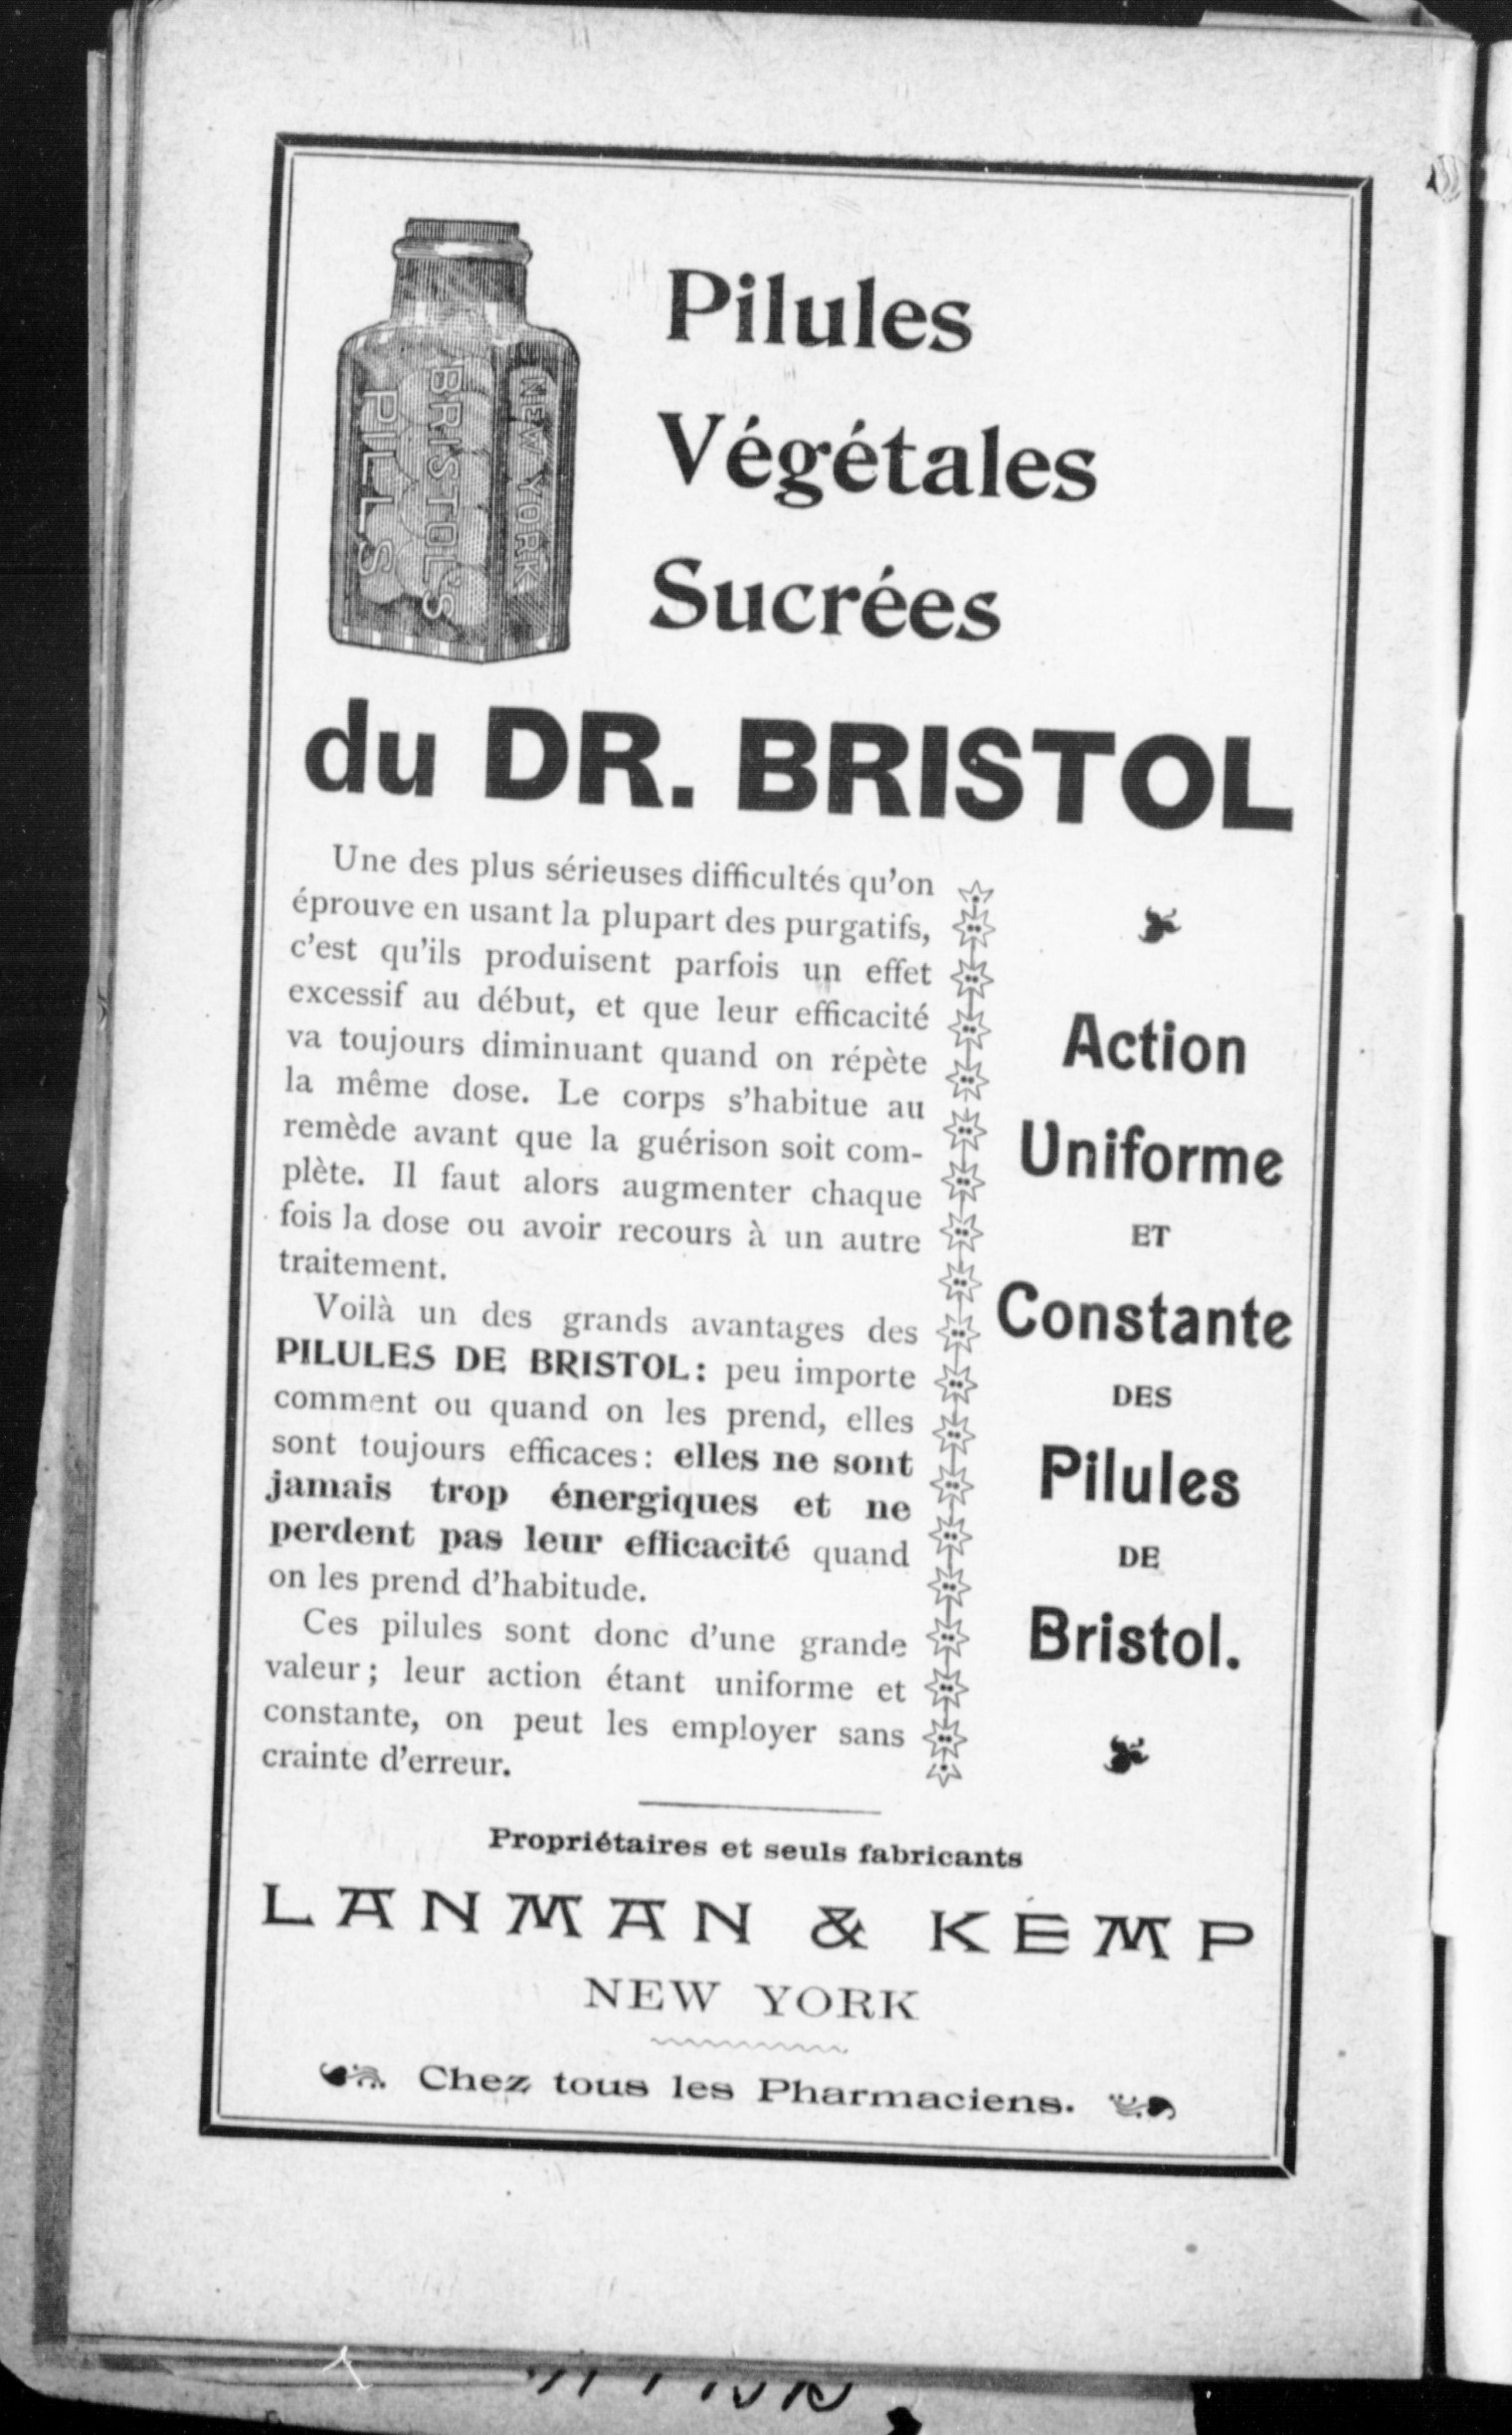 PILLS
BRISTOL'S
NEW YORK
Pilules
Végétales
Sucrées
du DR. BRISTOL
Une des plus sérieuses difficultés qu'on
éprouve en usant la plupart des purgatifs,
c'est qu'ils produisent parfois un effet
excessif au début, et que leur efficacité
va toujours diminuant quand on répète
la même dose. Le corps s'habitue au
remède avant que la guérison soit com-
plète. Il faut alors augmenter chaque
fois la dose ou avoir recours à un autre
traitement.
Voilà un des grands avantages des
PILULES DE BRISTOL: peu importe
comment ou quand on les prend, elles
sont toujours efficaces: elles ne sont
jamais trop énergiques et ne
perdent pas leur efficacité quand
on les prend d'habitude.
Ces pilules sont donc d'une grande
valeur; leur action étant uniforme et
constante, on peut les employer sans
crainte d'erreur.
Action
Uniforme
ET
Constante
DES
Pilules
DE
Bristol.
Propriétaires et seuls fabricants
LANMAN & KEMP
NEW YORK
Chez tous les Pharmaciens.